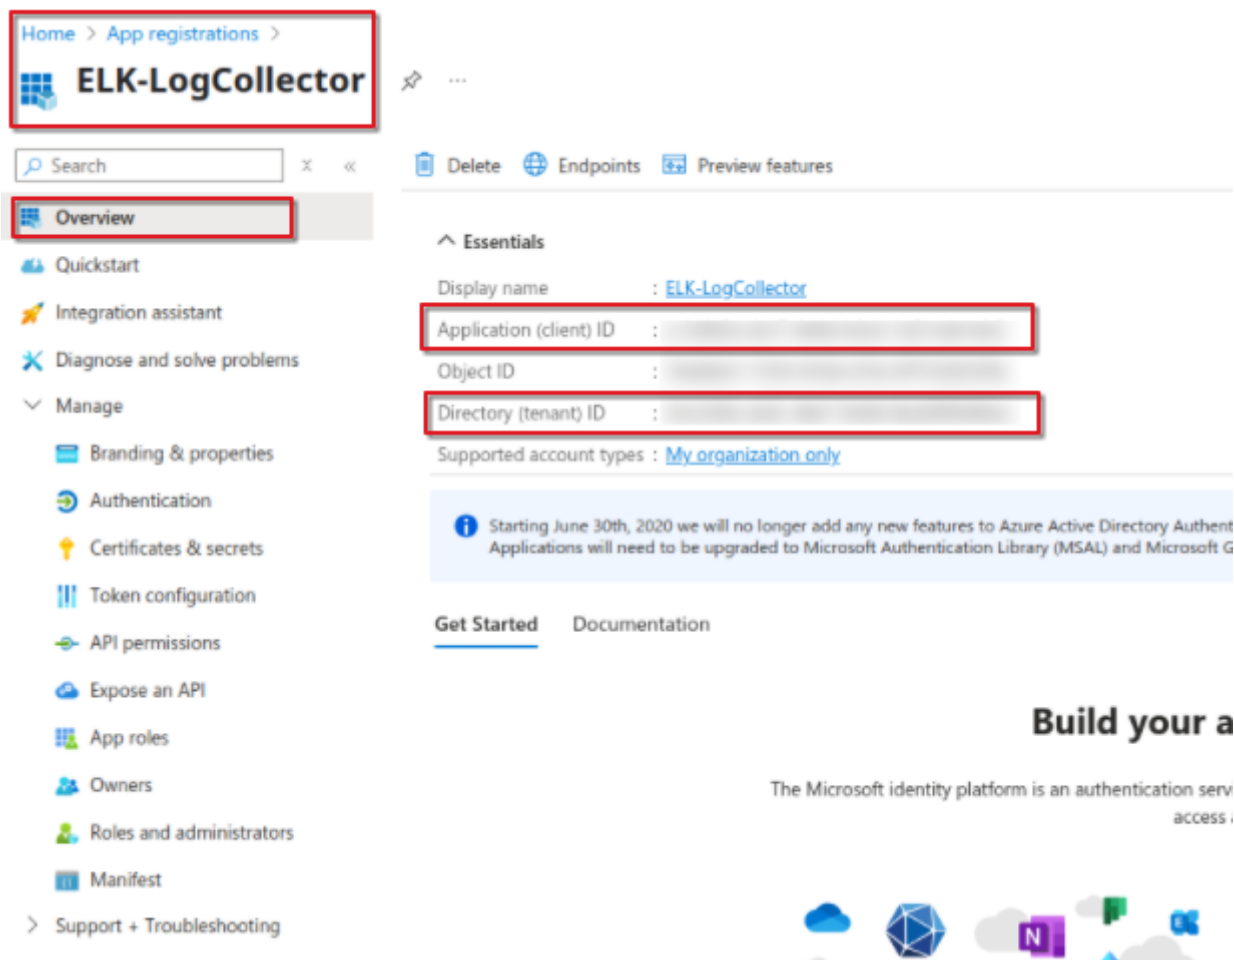 Home > App registrations >
ELK-LogCollector
...
Search
Delete
Endpoints
Preview features
Overview
Quickstart
Integration assistant
Diagnose and solve problems
Manage
Branding & properties
Authentication
Certificates & secrets
Token configuration
API permissions
Expose an API
App roles
Owners
Roles and administrators
Manifest
Support + Troubleshooting
Essentials
Display name : ELK-LogCollector
Application (client) ID :
Object ID :
Directory (tenant) ID :
Supported account types : My organization only
Starting June 30th, 2020 we will no longer add any new features to Azure Active Directory Authent
Applications will need to be upgraded to Microsoft Authentication Library (MSAL) and Microsoft G
Get Started
Documentation
Build your a
The Microsoft identity platform is an authentication servi
access a
N
E